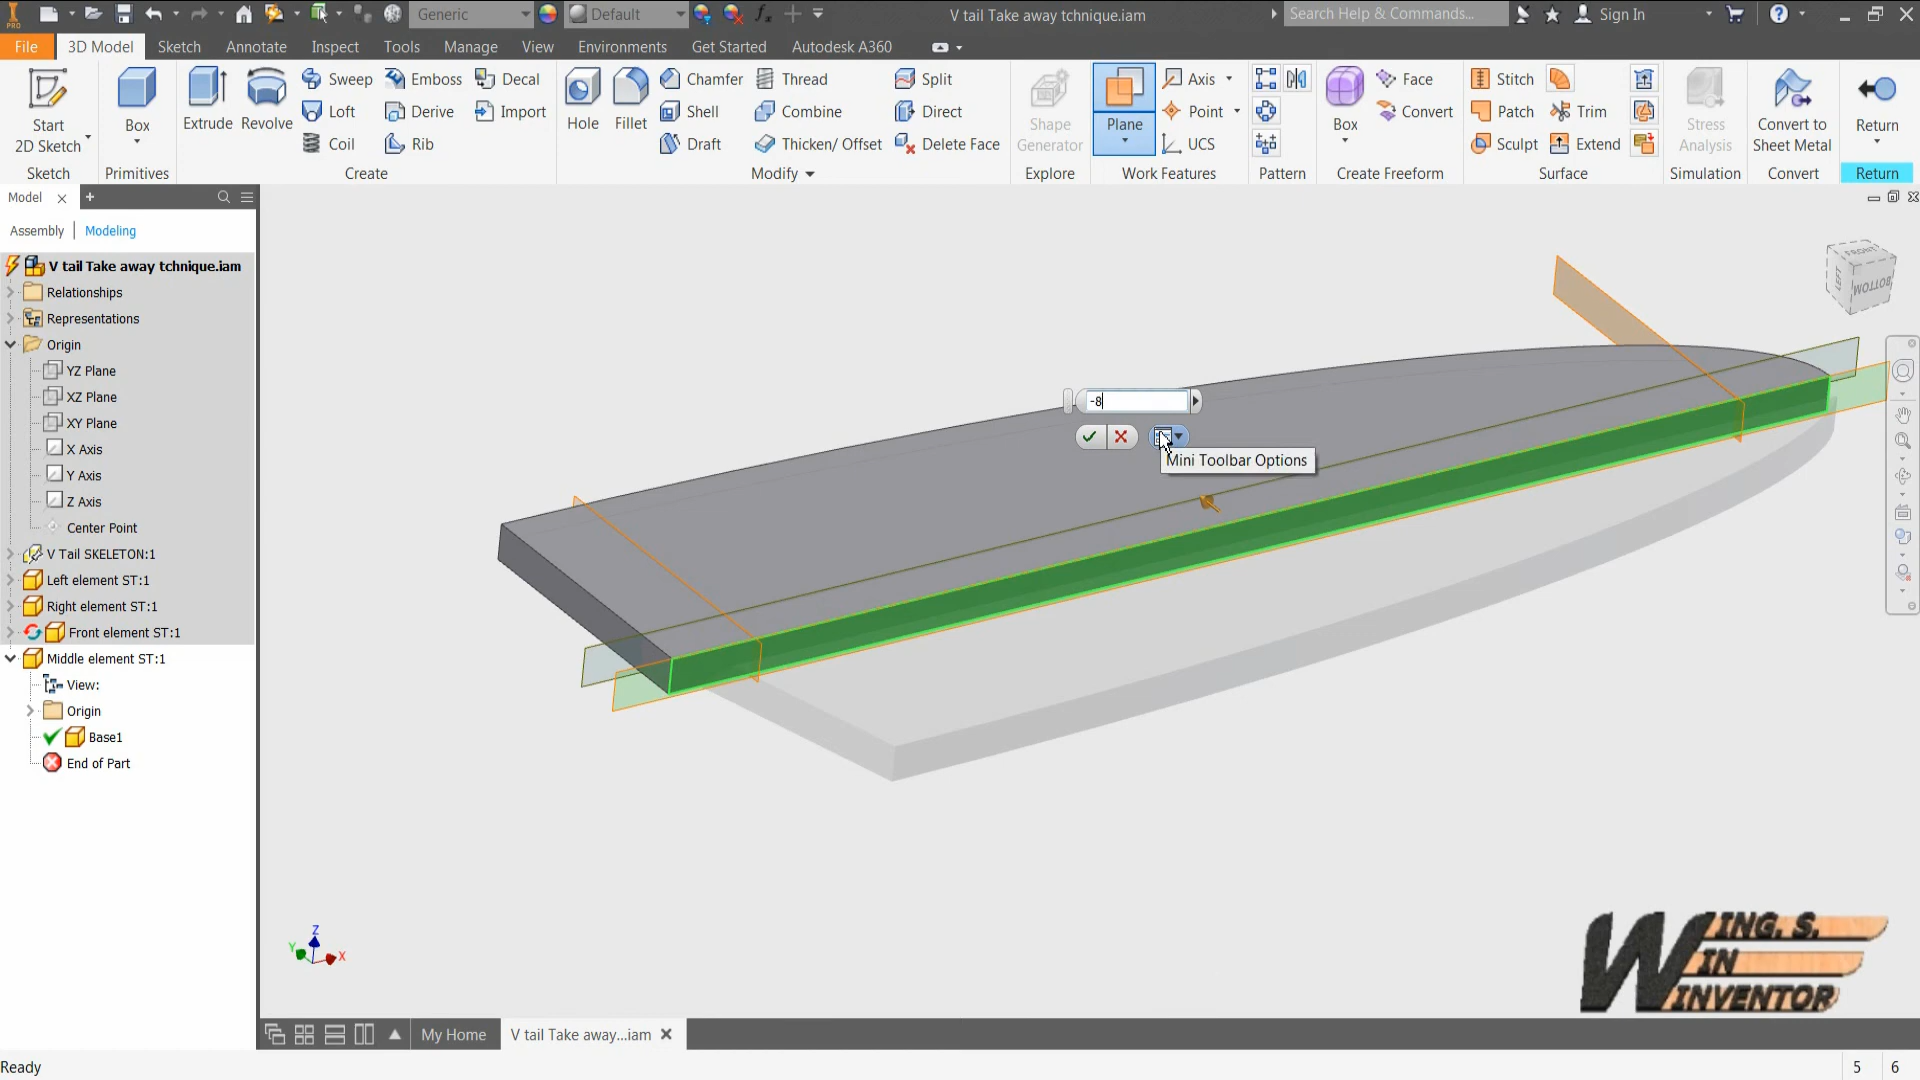 PRO
Generic
Default
V tail Take away tchnique.iam
Search Help & Commands...
Sign In
File
3D Model
Sketch
Annotate
Inspect
Tools
Manage
View
Environments
Get Started
Autodesk A360
Start
2D Sketch
Sketch
Box
Primitives
Extrude
Revolve
Sweep
Loft
Coil
Emboss
Derive
Rib
Decal
Import
Create
Hole
Fillet
Chamfer
Shell
Draft
Thread
Combine
Thicken/ Offset
Split
Direct
Delete Face
Modify
Shape
Generator
Explore
Plane
Axis
Point
UCS
Work Features
Pattern
Box
Face
Convert
Create Freeform
Stitch
Patch
Sculpt
Trim
Extend
Surface
Stress
Analysis
Simulation
Convert to
Sheet Metal
Convert
Return
Return
Model
Assembly
Modeling
V tail Take away tchnique.iam
Relationships
Representations
Origin
YZ Plane
XZ Plane
XY Plane
X Axis
Y Axis
Z Axis
Center Point
V Tail SKELETON:1
Left element ST:1
Right element ST:1
Front element ST:1
Middle element ST:1
View:
Origin
Base1
End of Part
-8
Mini Toolbar Options
FRONT
LEFT
BOTTOM
Z
Y
X
WING. S.
WIN
INVENTOR
My Home
V tail Take away...iam
Ready
5
6